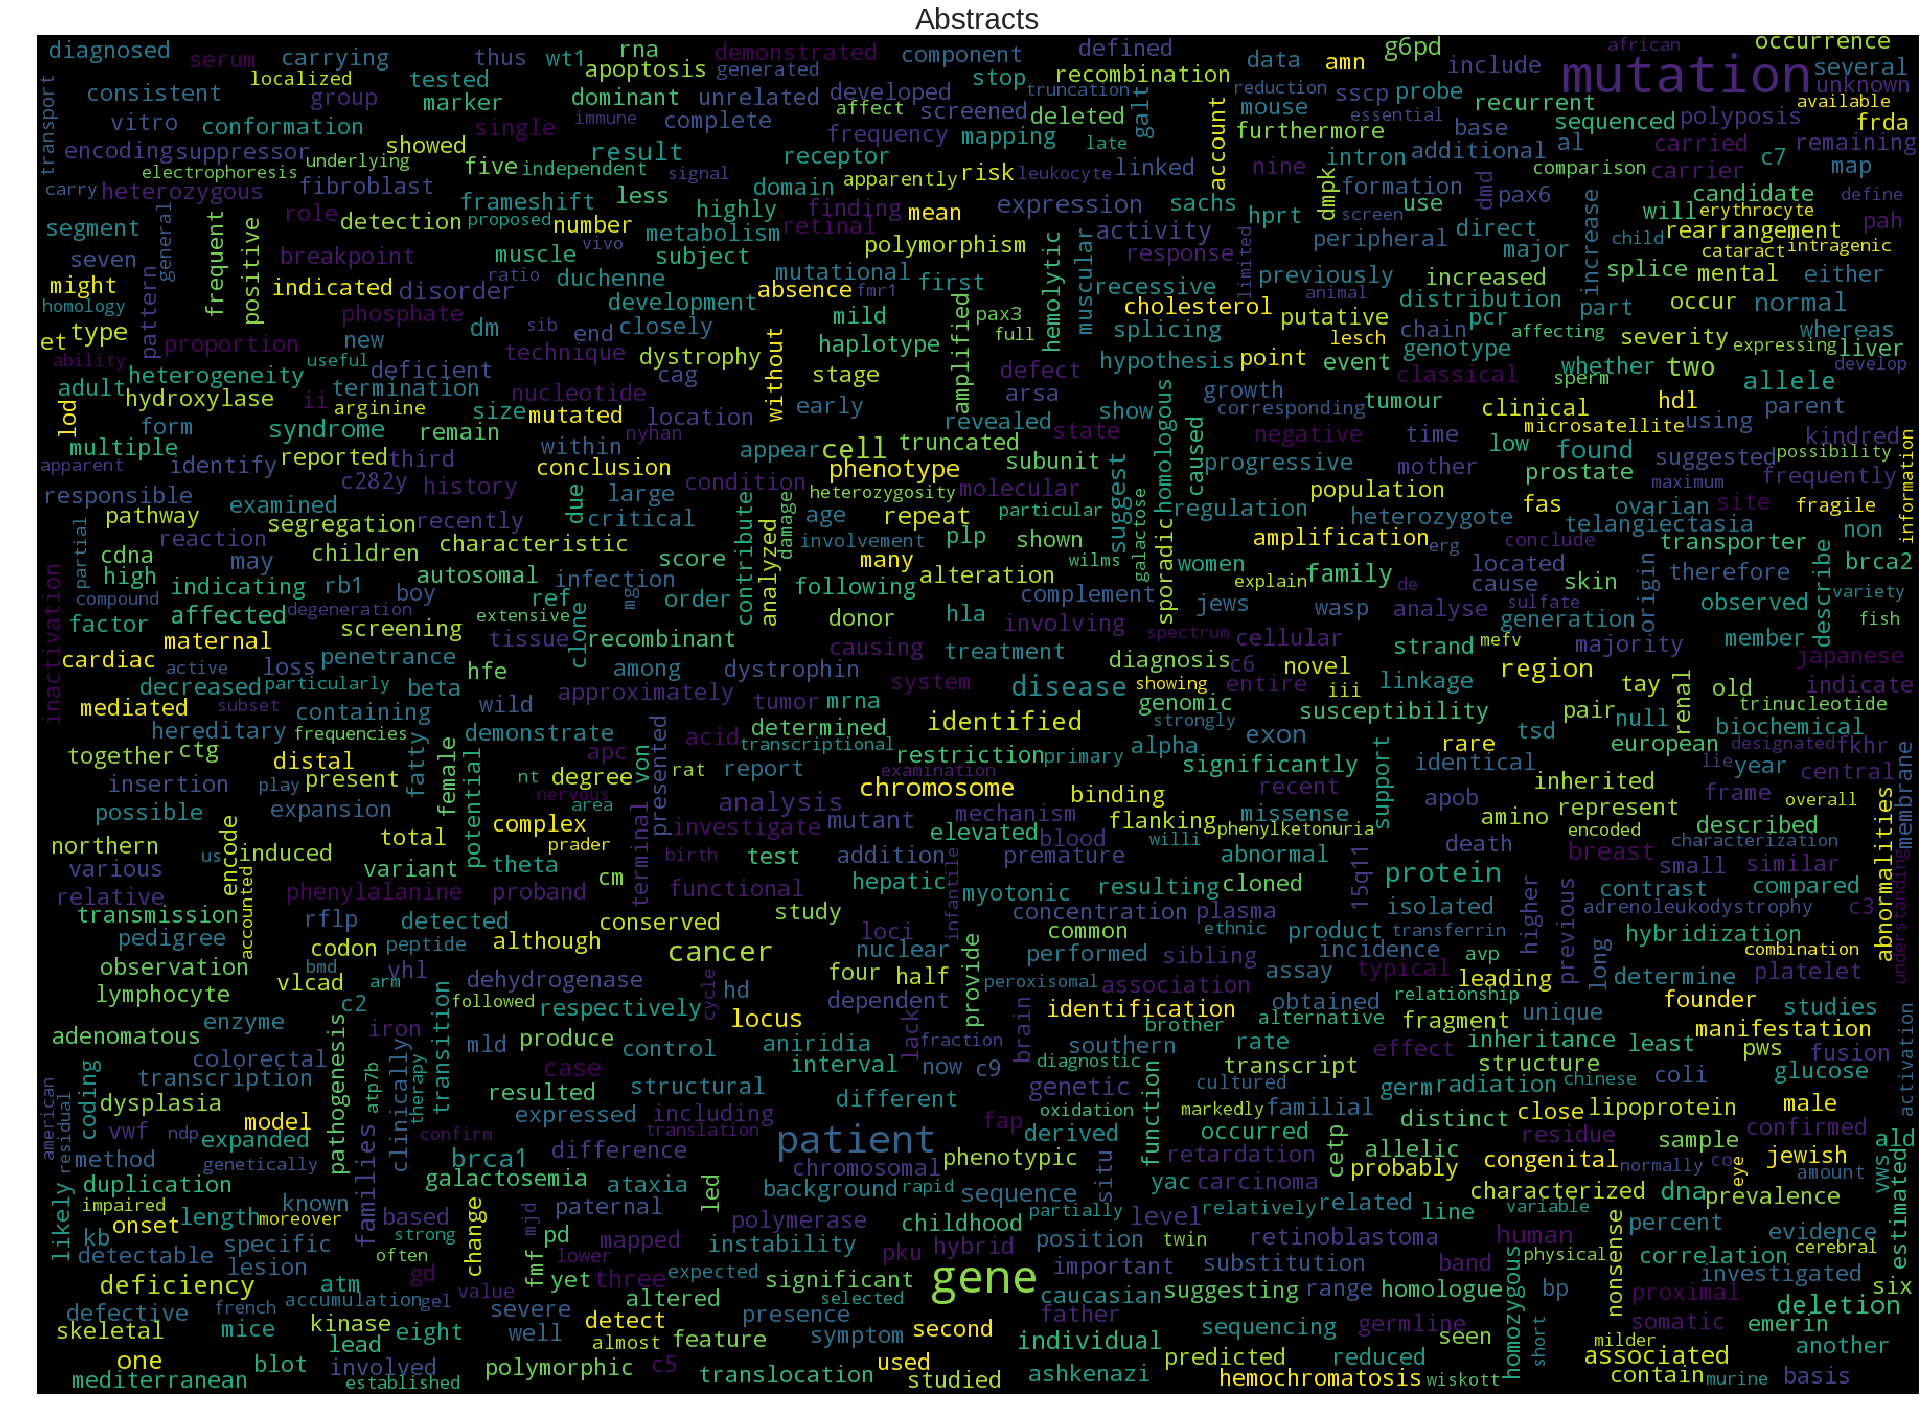 Abstracts
diagnosed serum carrying thus wt1 rna demonstrated component defined data amn g6pd african occurrence
localized tested apoptosis generated stop recombination include mutation several
transport consistent group marker dominant unrelated developed truncation galt reduction mouse sscp probe recurrent available unknown
vitro conformation single immune complete affect screened deleted account essential base sequenced polyposis frda
encoding suppressor showed result frequency mapping late furthermore additional al carried remaining
electrophoresis underlying five independent signal receptor risk leukocyte linked nine intron comparison carrier c7 map
carry heterozygous fibroblast frameshift less domain apparently expression sachs hprt dmpk formation use dmd pax6 candidate define
segment general role detection proposed number highly finding mean activity screen direct will erythyrocyte pah
pattern frequent positive breakpoint muscle vivo metabolism retinal polymorphism hemolytic muscular response limited peripheral major increase child rearrangement cataract intragenic
seven indicated disorder ratio duchenne subject mutational first recessive previously increased splice mental either
might homology phosphate development absence fmr1 amplified pax3 cholesterol animal distribution part occur normal
et type proportion new dm sib end closely mild full splicing putative chain pcr affecting severity whereas
ability heterogeneity useful deficient technique dystrophy without haplotype defect hypothesis point lesch event genotype whether two expressing liver
adult hydroxylase ii termination nucleotide cag stage arsa growth classical sperm allele develop
lod form arginine size mutated location early revealed show corresponding tumour clinical hdl parent
multiple syndrome remain within nyhan appear cell truncated state homologous caused negative time low microsatellite using kindred
apparent identify reported third conclusion phenotype subunit progressive mother found suggested possibility
responsible c282y history large condition heterozygosity molecular suggest population prostate maximum frequently information
pathway examined segregation recently due critical contribute damage age repeat particular regulation heterozygote fas ovarian site fragile
partial reaction characteristic analyzed involvement plp shown sporadic galactose amplification erg conclude telangiectasia non
cdna may children score many wilms women located transporter describe brca2
high indicating rb1 autosomal infection mgi following alteration explain family cause skin origin therefore
inactivation compound affected degeneration boy extensive ref order donor hla complement jews wasp de analyse sulfate generation observed variety
factor maternal screening tissue clone recombinant causing involving spectrum cellular strand mefv majority member fish
cardiac active loss penetrance among dystrophin treatment diagnosis c6 novel region japanese
decreased particularly beta hfe wild approximately tumor mrna system disease showing entire iii linkage tay renal old indicate
mediated subset containing genomic susceptibility pair null trinucleotide
hereditary frequencies fatty demonstrate presented determined identified strongly exon tsd biochemical
together ctg distal female potential von apc acid transcriptional restriction primary alpha significantly support rare european designated fkhr membrane
insertion play present nt degree rat report examination identical inherited lie year central
possible expansion nervous area terminal analysis chromosome binding recent apob represent frame overall
northern encode total complex investigate mutant mechanism flanking missense amino encoded described abnormalities
various us induced prader birth test elevated blood willi phenylketonuria death characterization
relative accounted variant theta addition infantile premature abnormal 15q11 protein breast small similar understanding
phenylalanine proband cm functional hepatic myotonic resulting cloned higher previous contrast compared
transmission rflp detected conserved study loci concentration plasma isolated adrenoleukodystrophy c3
pedigree codon peptide although cancer nuclear common ethnic product transferrin long hybridization
observation bmd vhl dehydrogenase cycle four half provide performed sibling incidence avp combination
lymphocyte vlcad arm hd dependent peroxisomal association assay typical leading determine platelet
c2 transition followed respectively locus lack brain identification obtained relationship founder studies
adenomatous enzyme pathogenesis iron clinically produce fraction brother alternative fragment unique manifestation activation
colorectal mld control aniridia southern rate effect inheritance least pws fusion
american coding transcription atp7b therapy case interval now c9 diagnostic function transcript structure
residual dysplasia resulted structural different genetic cultured germ radiation chinese coli glucose
vwf ndp model expressed including oxidation markedly familial distinct close lipoprotein male
method expanded families confirm translation fap derived occurred cetp allelic residue sample confirmed vws ald
genetically brca1 difference patient phenotypic situ retardation probably congenital normally co eye jewish
duplication galactosemia ataxia led chromosomal yac carcinoma characterized dna amount prevalence estimated
likely impaired known change mjd paternal background rapid sequence partially relatively related variable
kb onset length moreover based strong pd polymerase childhood level line nonsense percent evidence
detectable specific often fmf lower mapped instability pku hybrid position twin retinoblastoma human homozygous physical correlation cerebral
deficiency lesion atm gd yet three expected significant gene important substitution band investigated six
defective french accumulation gel value altered selected caucasian suggesting range homologue bp proximal deletion
skeletal mice kinase eight severe well detect presence father sequencing germline short somatic emerin
lead almost feature symptom second individual seen milder another
one blot involved polymorphic c5 used predicted reduced associated
mediterranean established translocation studied ashkenazi hemochromatosis wiskott contain murine basis